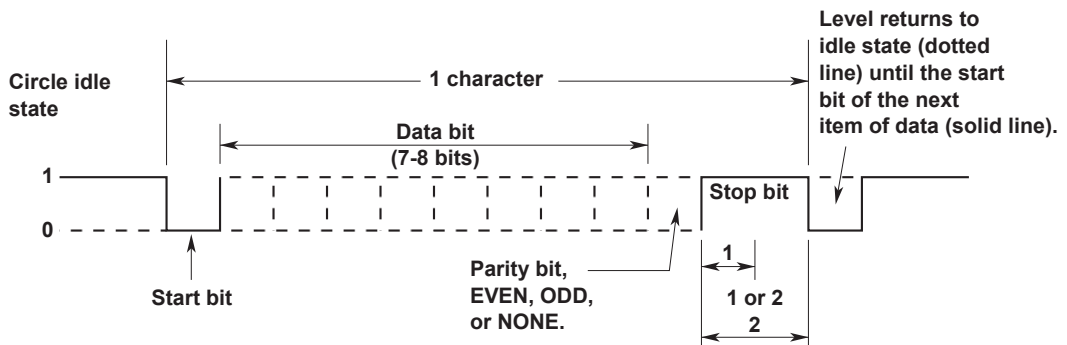 Level returns to
idle state (dotted
line) until the start
bit of the next
item of data (solid line).
Circle idle
state
1 character
Data bit
(7-8 bits)
1
Stop bit
0
Start bit
Parity bit,
EVEN, ODD,
or NONE.
1
1 or 2
2